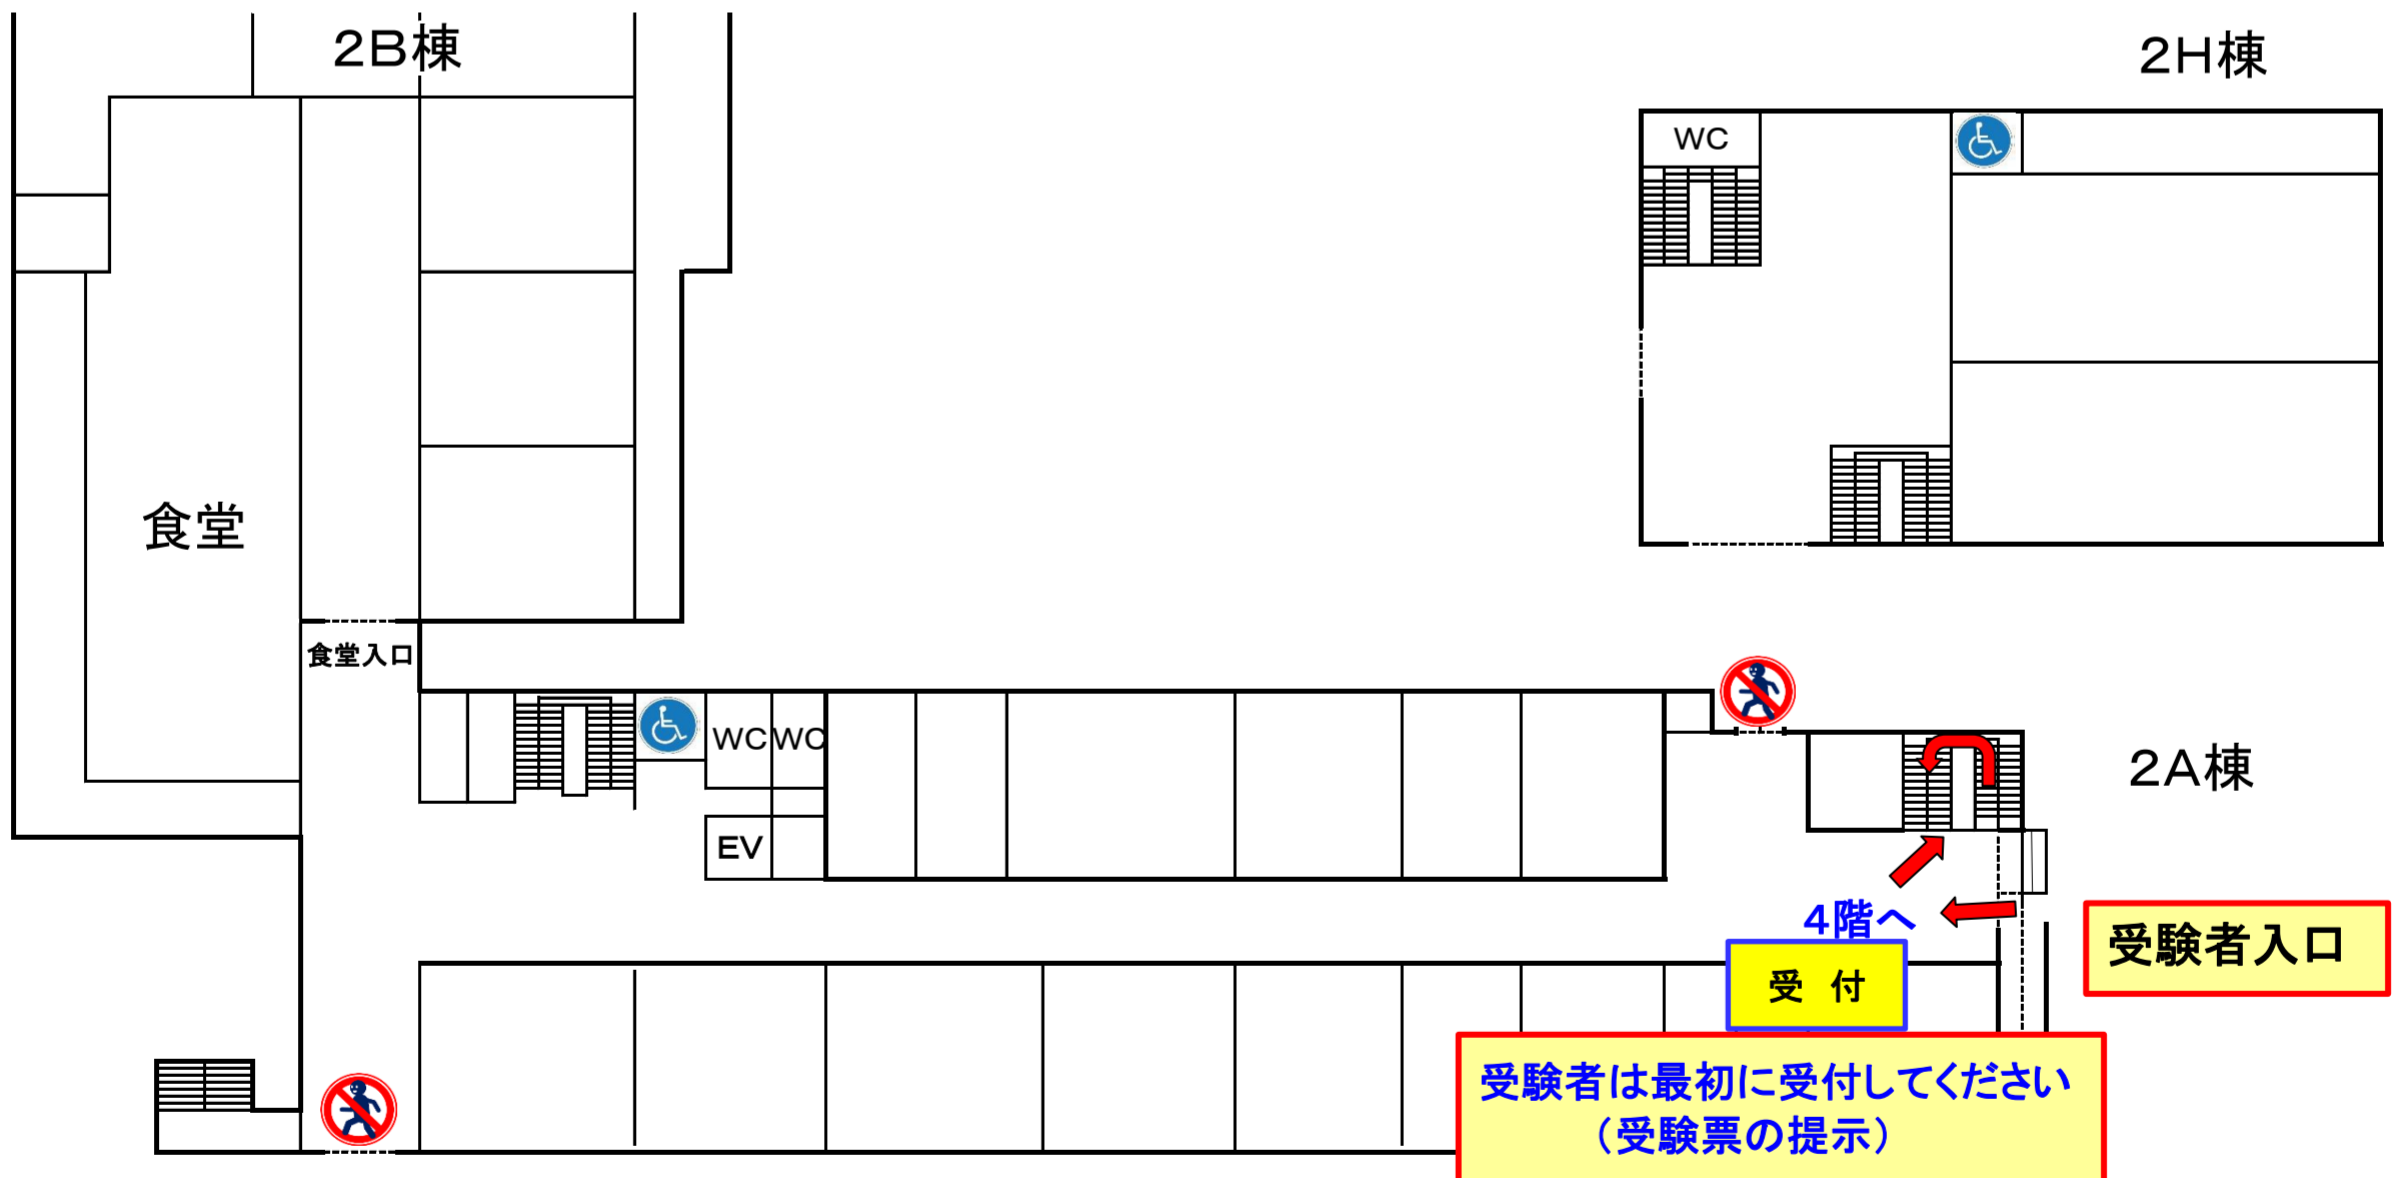 2B棟
2H棟
WC
食堂
食堂入口
WC
WC
2A棟
EV
4階へ
受験者入口
受 付
受験者は最初に受付してください
（受験票の提示）